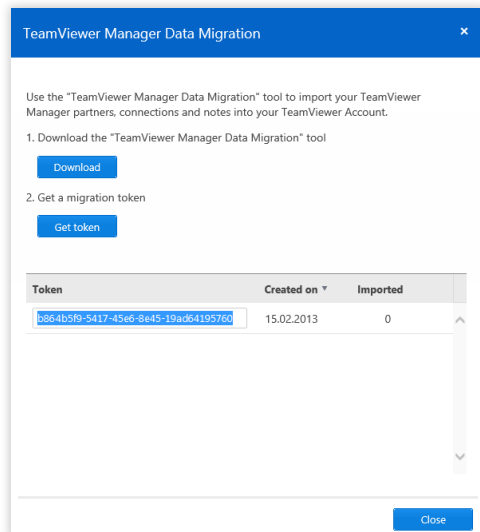 TeamViewer Manager Data Migration ×
Use the "TeamViewer Manager Data Migration" tool to import your TeamViewer
Manager partners, connections and notes into your TeamViewer Account.
1. Download the "TeamViewer Manager Data Migration" tool
Download
2. Get a migration token
Get token
Token Created on Imported
b864b5f9-5417-45e6-8e45-19ad64195760 15.02.2013 0
Close